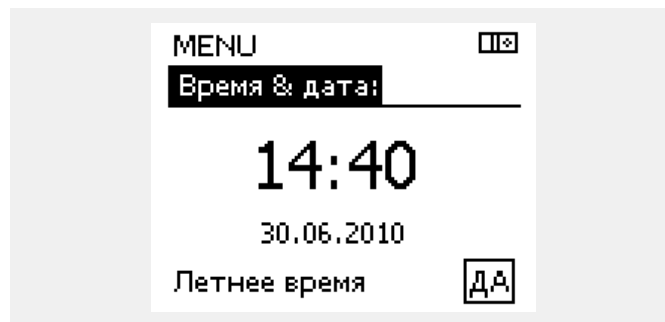 MENU
Время & дата:
14:40
30.06.2010
Летнее время ДА